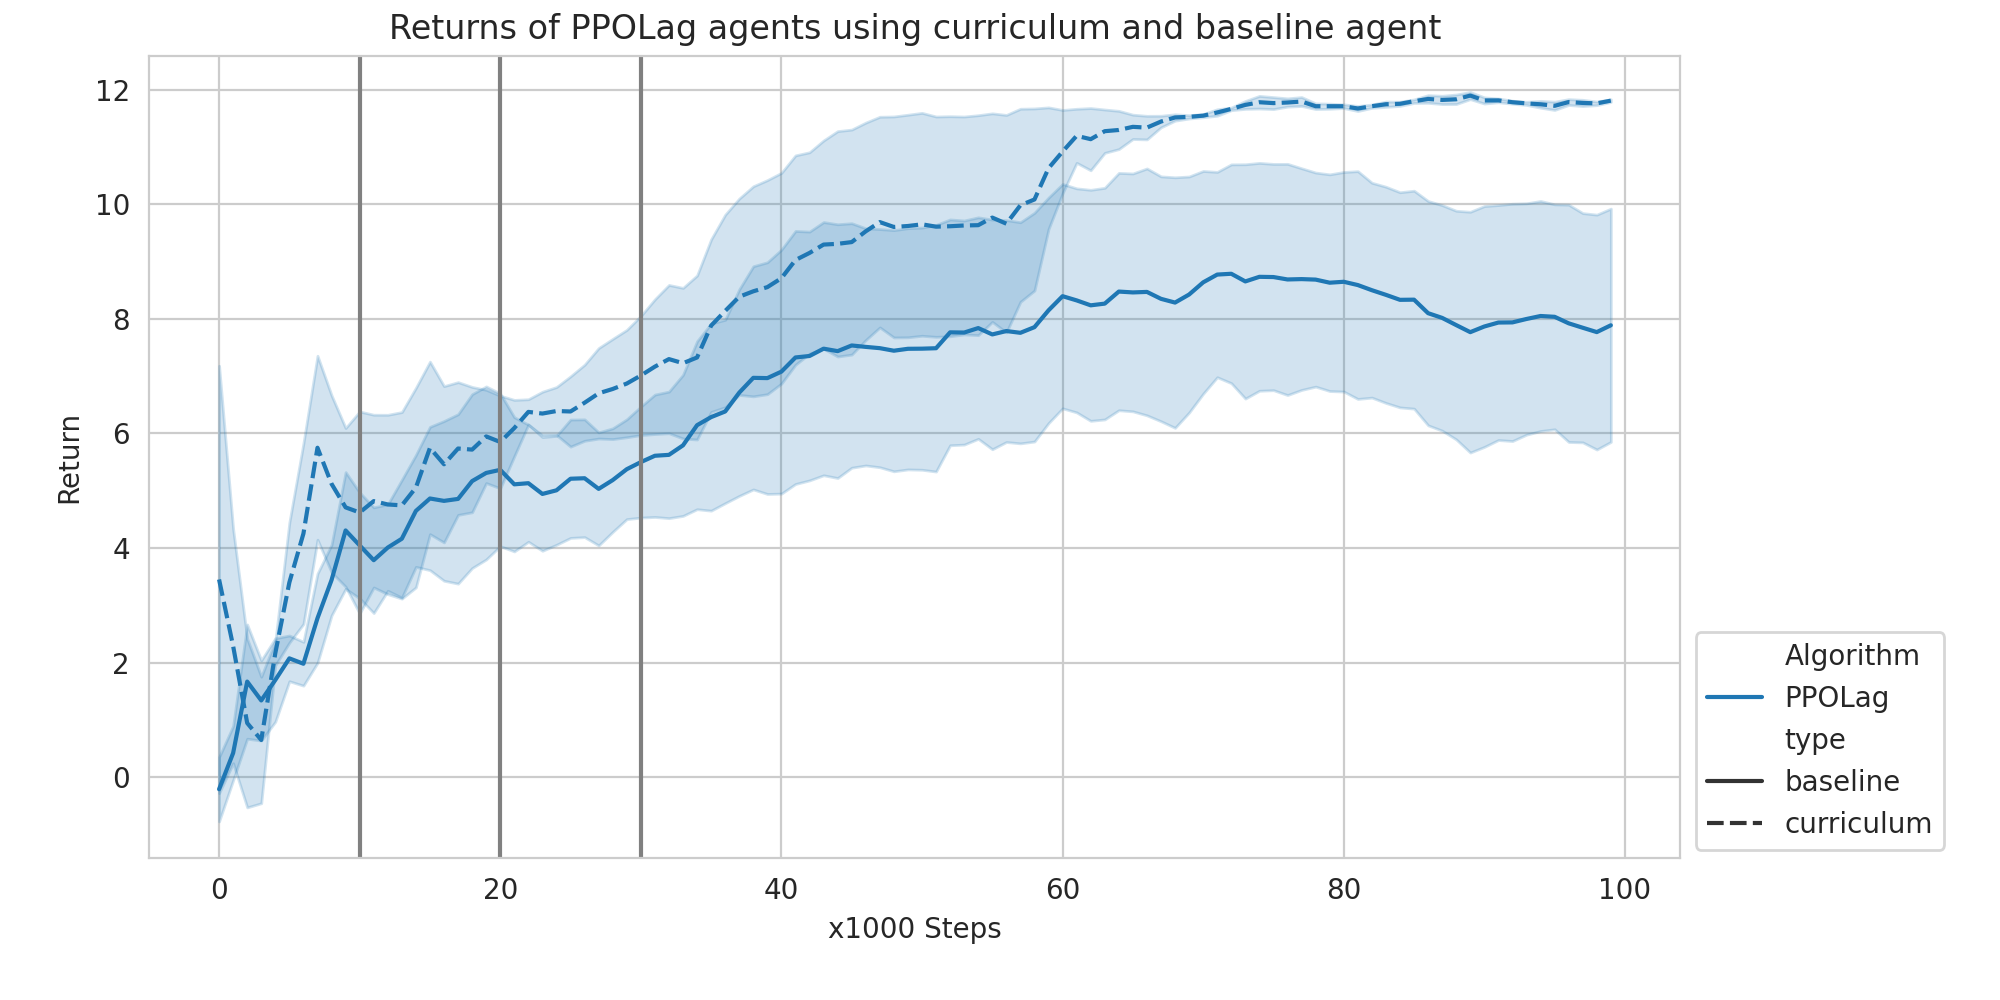 Returns of PPOLag agents using curriculum and baseline agent
12
10
8
6
4
2
0
Return
0 20 40 60 80 100
x1000 Steps
Algorithm
PPOLag
type
baseline
curriculum